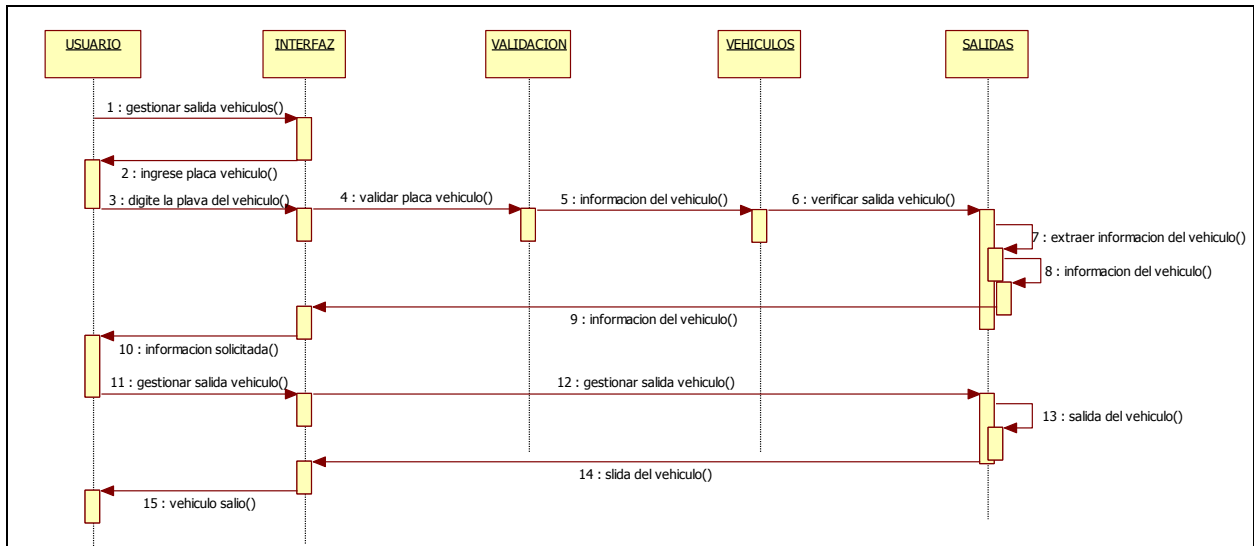 USUARIO
INTERFAZ
VALIDACION
VEHICULOS
SALIDAS
1 : gestionar salida vehiculos()
2 : ingrese placa vehiculo()
3 : digite la plava del vehiculo()
4 : validar placa vehiculo()
5 : informacion del vehiculo()
6 : verificar salida vehiculo()
7 : extraer informacion del vehiculo()
8 : informacion del vehiculo()
9 : informacion del vehiculo()
10 : informacion solicitada()
11 : gestionar salida vehiculo()
12 : gestionar salida vehiculo()
13 : salida del vehiculo()
14 : slida del vehiculo()
15 : vehiculo salio()